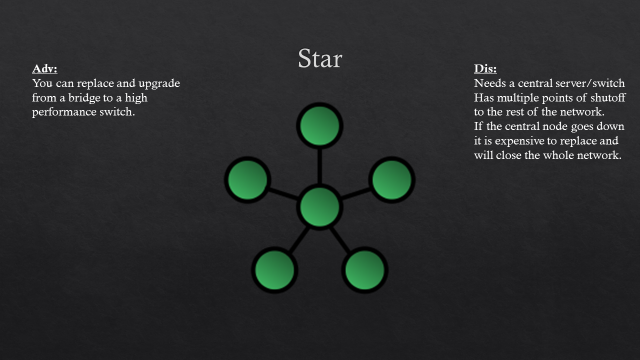 Star
Adv:
You can replace and upgrade
from a bridge to a high
performance switch.
Dis:
Needs a central server/switch
Has multiple points of shutoff
to the rest of the network.
If the central node goes down
it is expensive to replace and
will close the whole network.